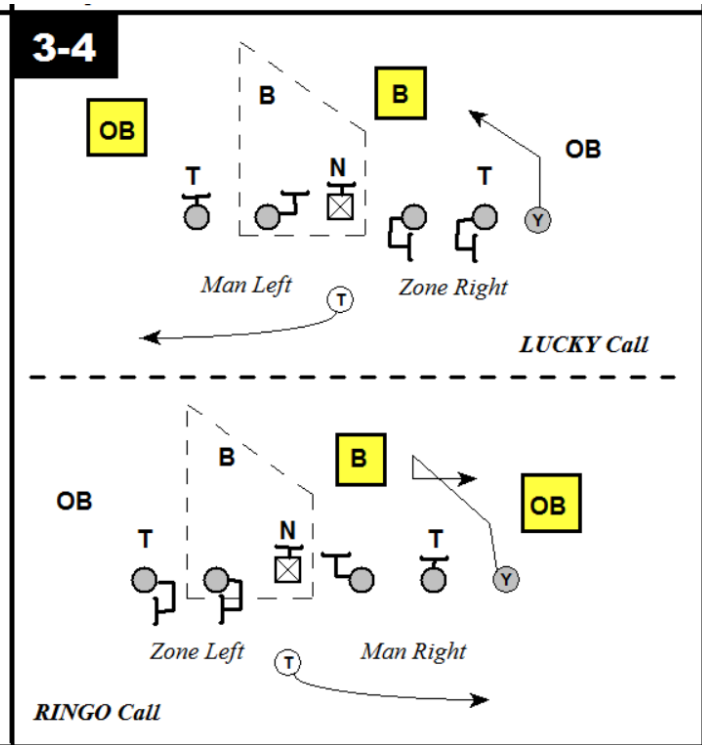 3-4
B
B
OB
OB
T
N
T
Y
Man Left
T
Zone Right
LUCKY Call
B
B
OB
OB
T
N
T
Y
Zone Left
T
Man Right
RINGO Call